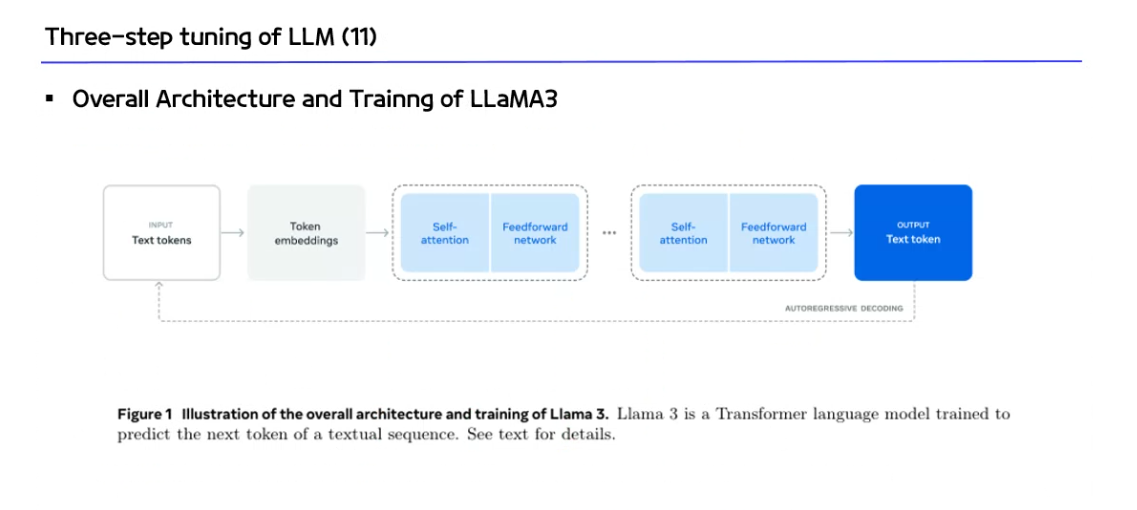 Three-step tuning of LLM (11)
▪ Overall Architecture and Trainng of LLaMA3
INPUT
Text tokens
Token
embeddings
Self-
attention
Feedforward
network
...
Self-
attention
Feedforward
network
OUTPUT
Text token
AUTOREGRESSIVE DECODING
Figure 1 Illustration of the overall architecture and training of Llama 3. Llama 3 is a Transformer language model trained to
predict the next token of a textual sequence. See text for details.